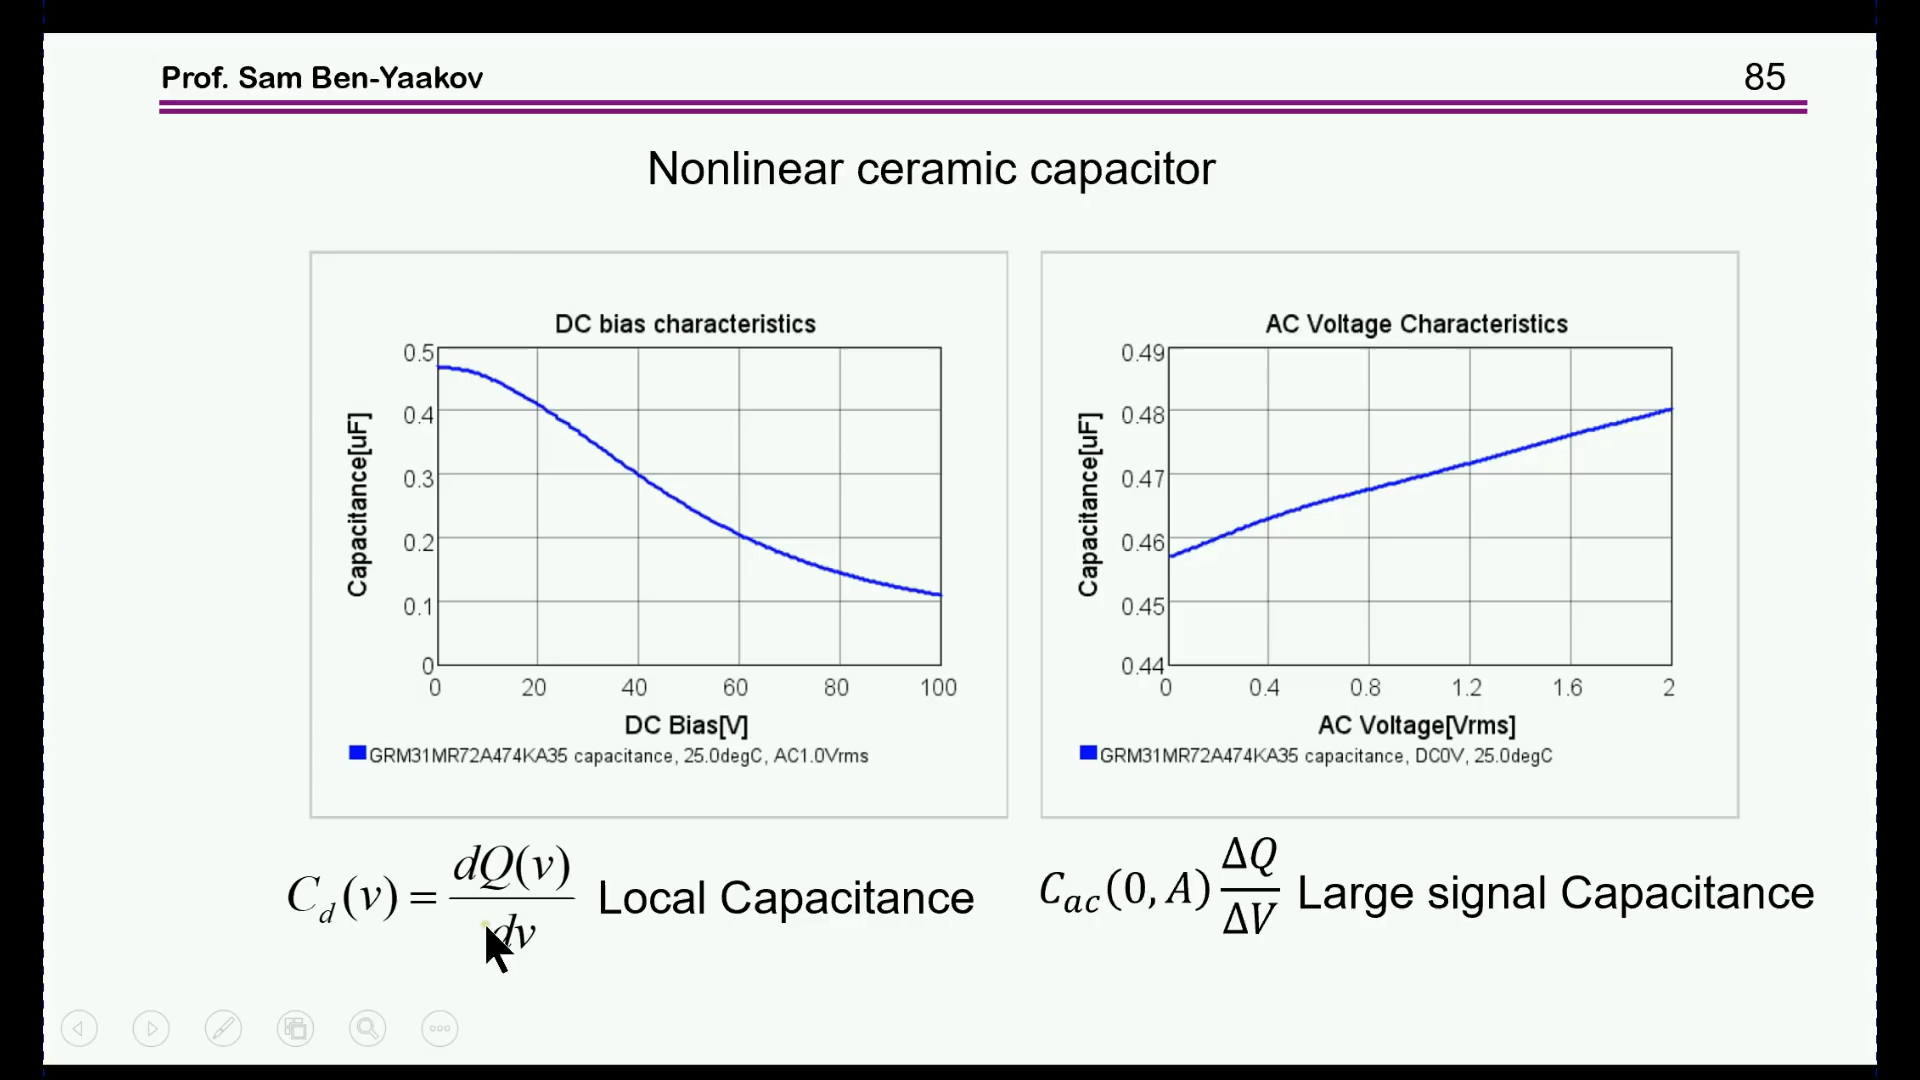 Prof. Sam Ben-Yaakov
85
Nonlinear ceramic capacitor
DC bias characteristics
Capacitance[uF]
0.5
0.4
0.3
0.2
0.1
0
0 20 40 60 80 100
DC Bias[V]
GRM31MR72A474KA35 capacitance, 25.0degC, AC1.0Vrms
AC Voltage Characteristics
Capacitance[uF]
0.49
0.48
0.47
0.46
0.45
0.44
0 0.4 0.8 1.2 1.6 2
AC Voltage[Vrms]
GRM31MR72A474KA35 capacitance, DC0V, 25.0degC
C_d(v) = dQ(v)/dv Local Capacitance
C_ac(0, A) ΔQ/ΔV Large signal Capacitance